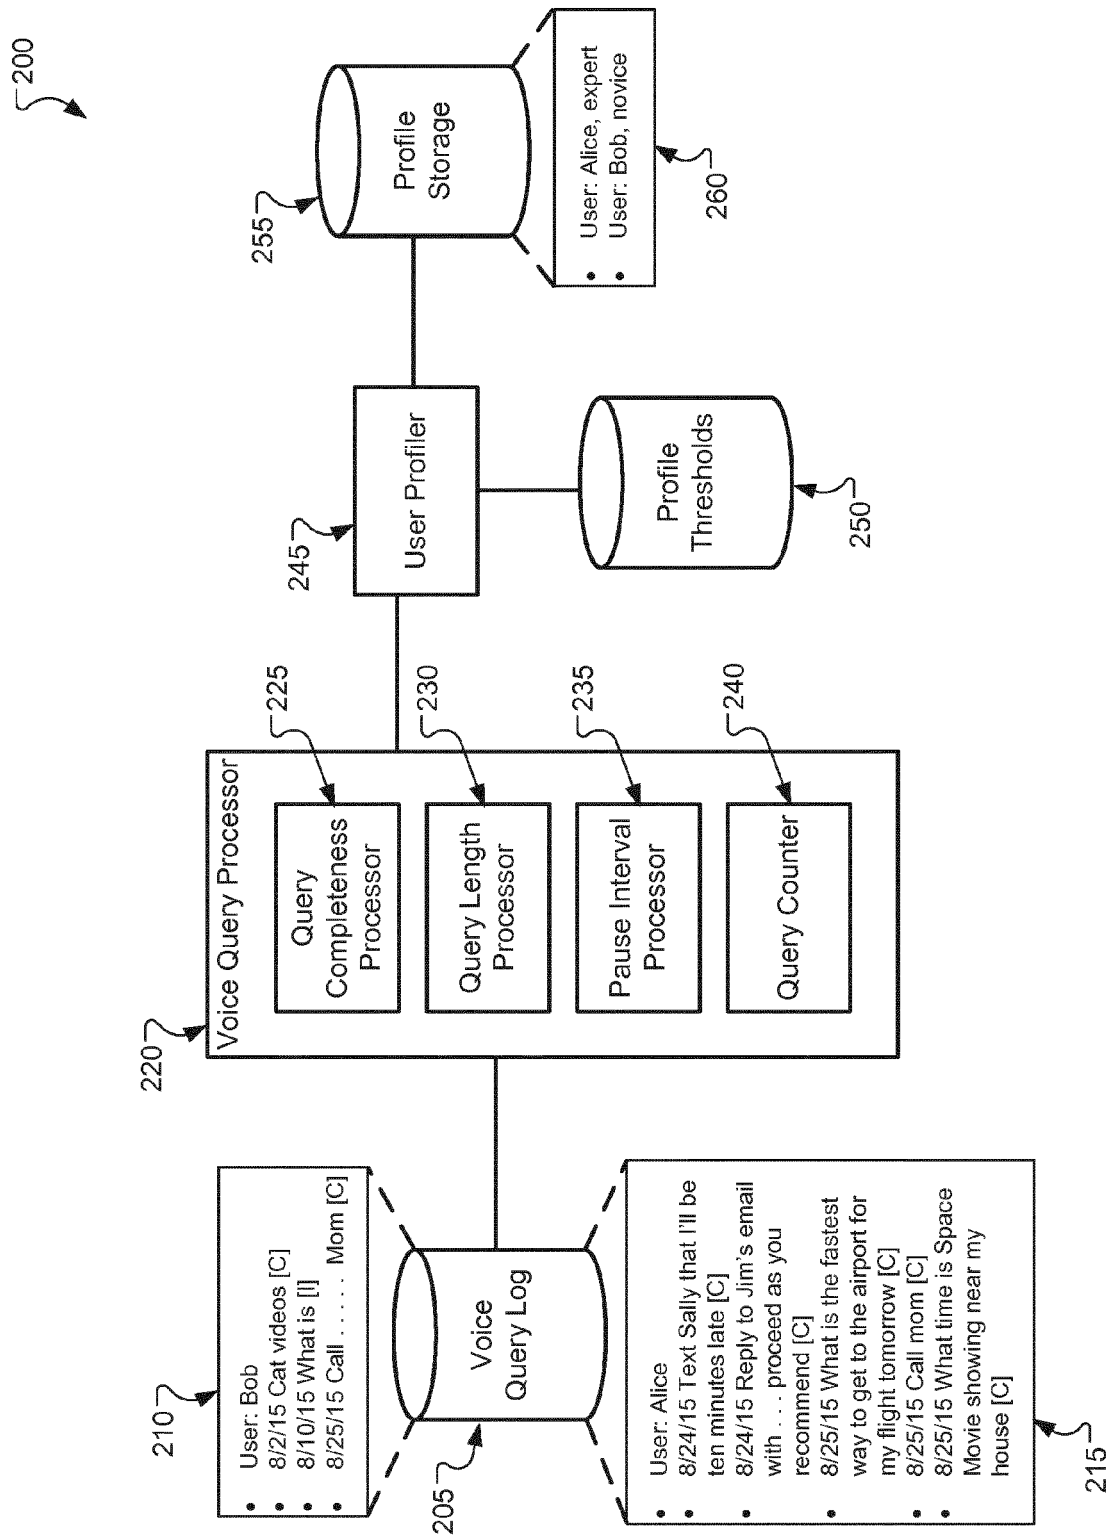 200
210
• User: Bob
• 8/2/15 Cat videos [C]
• 8/10/15 What is [I]
• 8/25/15 Call . . . . . Mom [C]
205
Voice
Query Log
• User: Alice
• 8/24/15 Text Sally that I'll be
ten minutes late [C]
• 8/24/15 Reply to Jim's email
with . . . proceed as you
recommend [C]
• 8/25/15 What is the fastest
way to get to the airport for
my flight tomorrow [C]
• 8/25/15 Call mom [C]
• 8/25/15 What time is Space
Movie showing near my
house [C]
215
220
Voice Query Processor
Query
Completeness
Processor
225
Query Length
Processor
230
Pause Interval
Processor
235
Query Counter
240
245
User Profiler
Profile
Thresholds
250
255
Profile
Storage
• User: Alice, expert
• User: Bob, novice
260